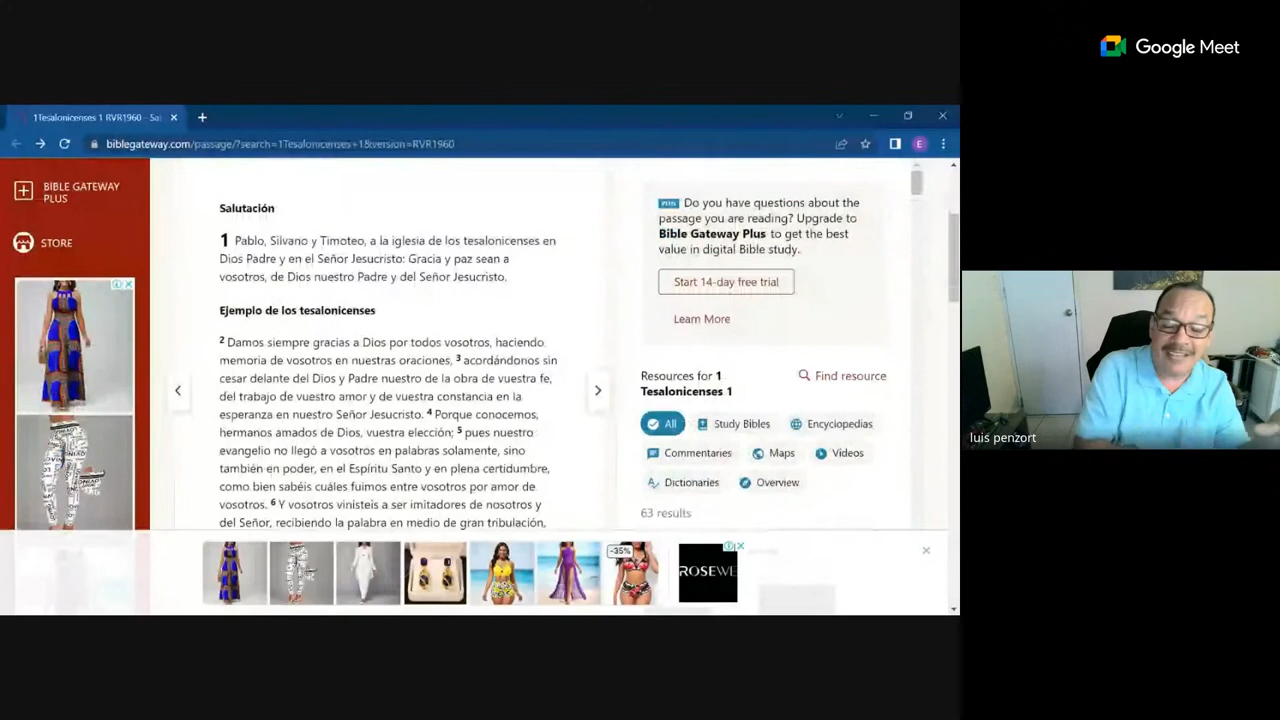 Google Meet
1Tesalonicenses 1 RVR1960 - Sal
biblegateway.com/passage/?search=1Tesalonicenses+1&version=RVR1960
E
BIBLE GATEWAY
PLUS
STORE
Salutación
1 Pablo, Silvano y Timoteo, a la iglesia de los tesalonicenses en
Dios Padre y en el Señor Jesucristo: Gracia y paz sean a
vosotros, de Dios nuestro Padre y del Señor Jesucristo.
Ejemplo de los tesalonicenses
2 Damos siempre gracias a Dios por todos vosotros, haciendo
memoria de vosotros en nuestras oraciones, 3 acordándonos sin
cesar delante del Dios y Padre nuestro de la obra de vuestra fe,
del trabajo de vuestro amor y de vuestra constancia en la
esperanza en nuestro Señor Jesucristo. 4 Porque conocemos,
hermanos amados de Dios, vuestra elección; 5 pues nuestro
evangelio no llegó a vosotros en palabras solamente, sino
también en poder, en el Espíritu Santo y en plena certidumbre,
como bien sabéis cuáles fuimos entre vosotros por amor de
vosotros. 6 Y vosotros vinisteis a ser imitadores de nosotros y
del Señor, recibiendo la palabra en medio de gran tribulación,
PLUS Do you have questions about the
passage you are reading? Upgrade to
Bible Gateway Plus to get the best
value in digital Bible study.
Start 14-day free trial
Learn More
Resources for 1
Tesalonicenses 1
Find resource
All
Study Bibles
Encyclopedias
Commentaries
Maps
Videos
Dictionaries
Overview
63 results
-35%
ROSEWE
luis penzort